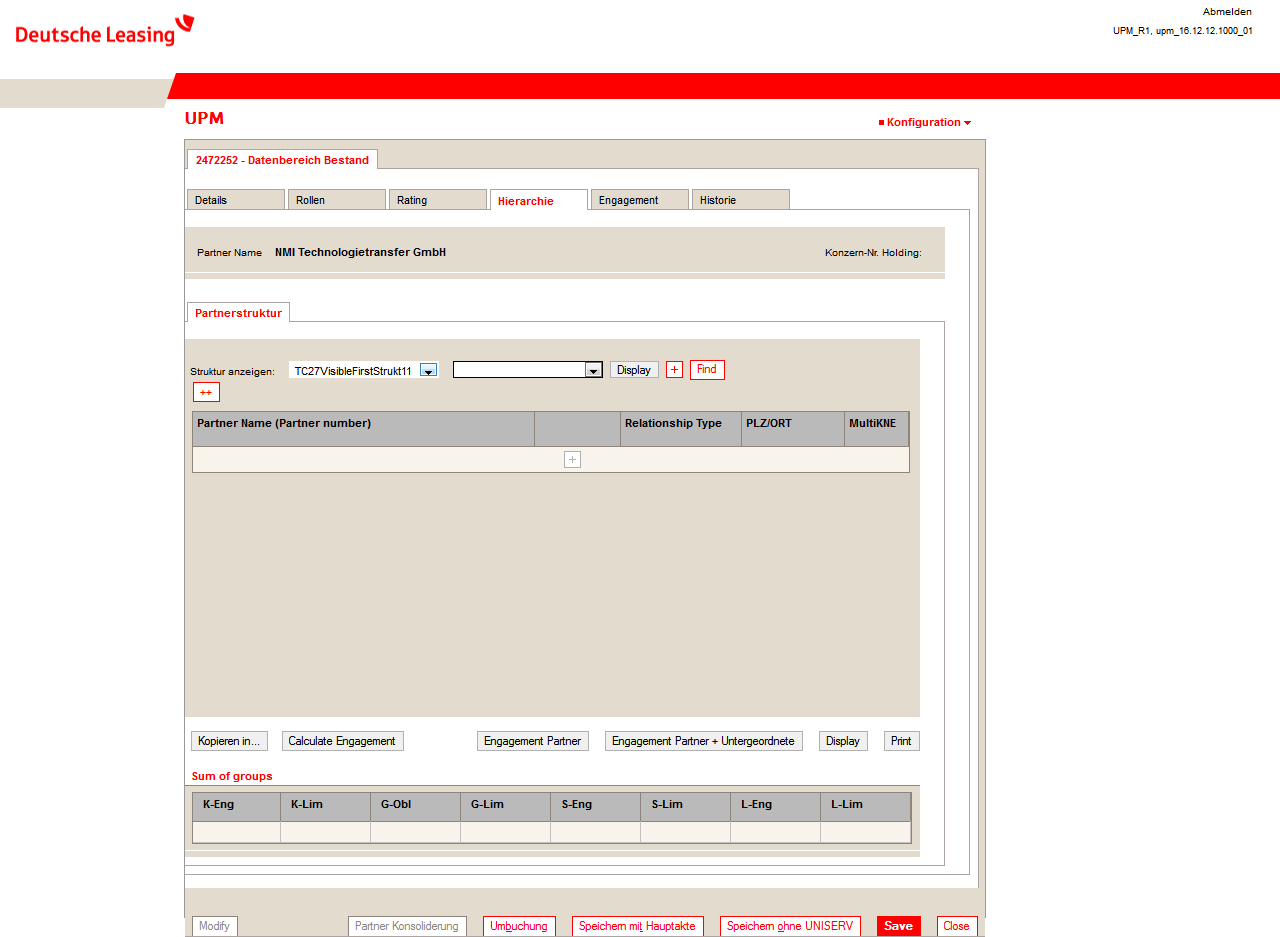 Deutsche Leasing
Abmelden
UPM_R1, upm_16.12.12.1000_01
UPM
Konfiguration
2472252 - Datenbereich Bestand
Details Rollen Rating Hierarchie Engagement Historie
Partner Name NMI Technologietransfer GmbH Konzern-Nr. Holding:
Partnerstruktur
Struktur anzeigen: TC27VisibleFirstStrukt11 Display + Find
++
Partner Name (Partner number) Relationship Type PLZ/ORT MultiKNE
+
Kopieren in... Calculate Engagement Engagement Partner Engagement Partner + Untergeordnete Display Print
Sum of groups
K-Eng K-Lim G-Obl G-Lim S-Eng S-Lim L-Eng L-Lim
Modify Partner Konsolidierung Umbuchung Speichern mit Hauptakte Speichern ohne UNISERV Save Close